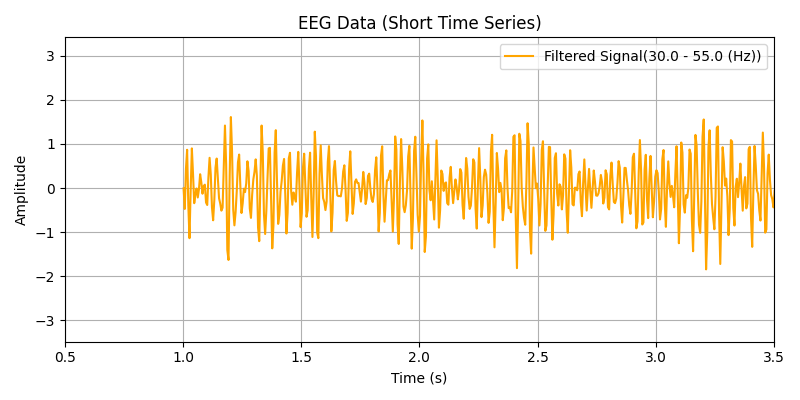 EEG Data (Short Time Series)
Filtered Signal(30.0 - 55.0 (Hz))
Amplitude
3
2
1
0
−1
−2
−3
0.5 1.0 1.5 2.0 2.5 3.0 3.5
Time (s)